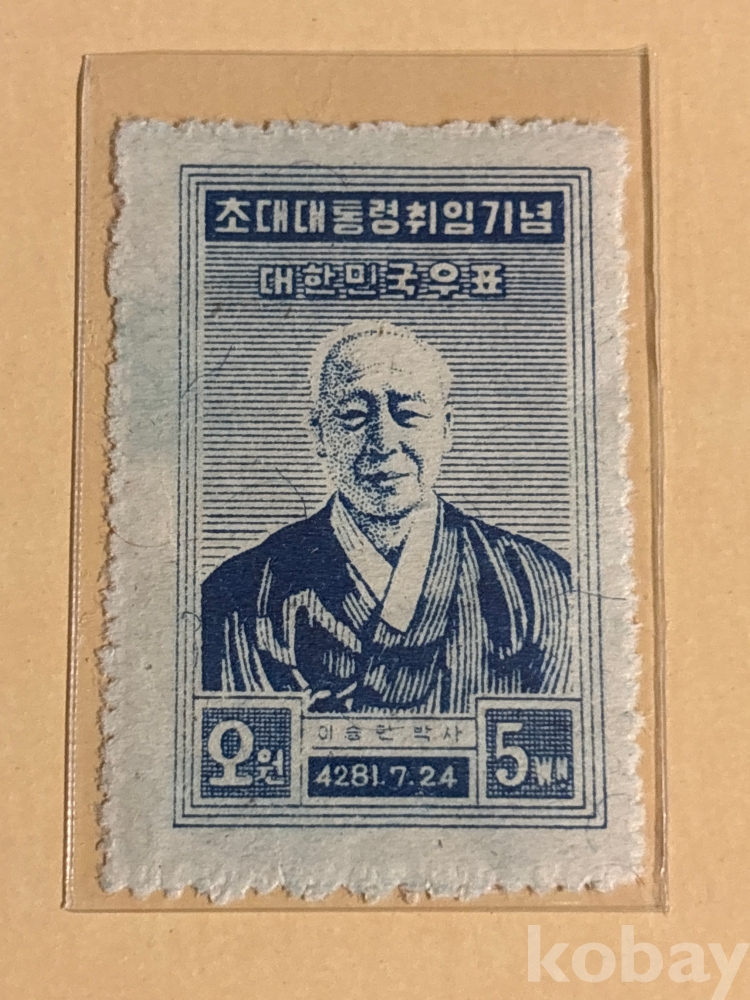 초대대통령취임기념
대한민국우표
오원
이승만 박사
4281.7.24
5 WN
kobay